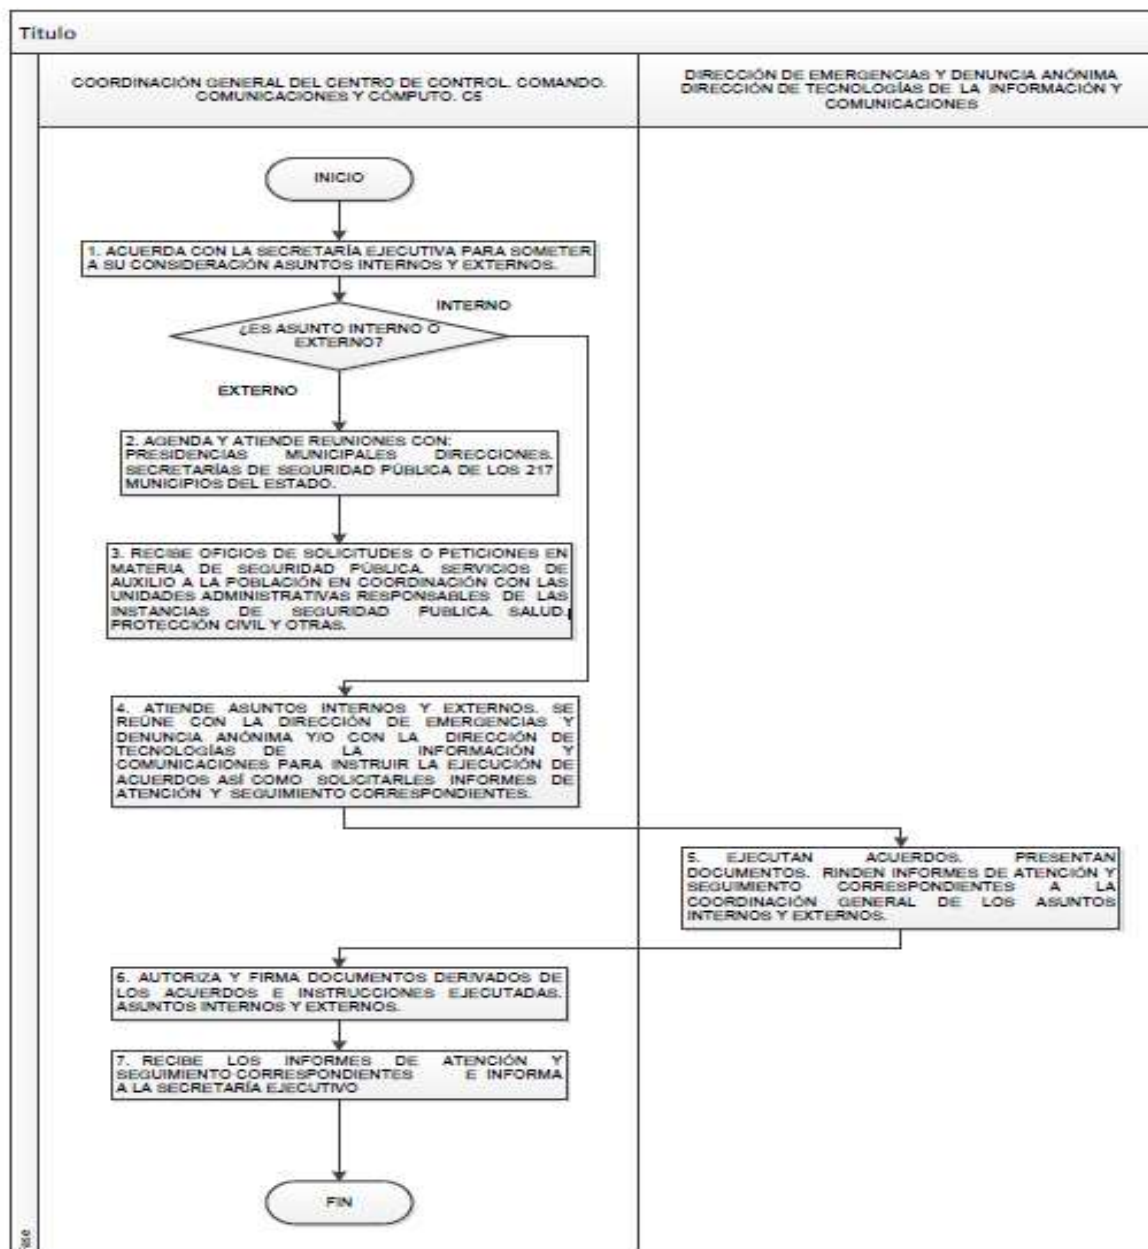 Título
COORDINACIÓN GENERAL DEL CENTRO DE CONTROL. COMANDO.
COMUNICACIONES Y CÓMPUTO. C5
DIRECCIÓN DE EMERGENCIAS Y DENUNCIA ANÓNIMA
DIRECCIÓN DE TECNOLOGÍAS DE LA INFORMACIÓN Y
COMUNICACIONES
INICIO
1. ACUERDA CON LA SECRETARÍA EJECUTIVA PARA SOMETER
A SU CONSIDERACIÓN ASUNTOS INTERNOS Y EXTERNOS.
INTERNO
¿ES ASUNTO INTERNO O
EXTERNO?
EXTERNO
2. AGENDA Y ATIENDE REUNIONES CON:
PRESIDENCIAS MUNICIPALES DIRECCIONES.
SECRETARÍAS DE SEGURIDAD PÚBLICA DE LOS 217
MUNICIPIOS DEL ESTADO.
3. RECIBE OFICIOS DE SOLICITUDES O PETICIONES EN
MATERIA DE SEGURIDAD PÚBLICA. SERVICIOS DE
AUXILIO A LA POBLACIÓN EN COORDINACIÓN CON LAS
UNIDADES ADMINISTRATIVAS RESPONSABLES DE LAS
INSTANCIAS DE SEGURIDAD PUBLICA. SALUD.
PROTECCIÓN CIVIL Y OTRAS.
4. ATIENDE ASUNTOS INTERNOS Y EXTERNOS. SE
REÚNE CON LA DIRECCIÓN DE EMERGENCIAS Y
DENUNCIA ANÓNIMA Y/O CON LA DIRECCIÓN DE
TECNOLOGÍAS DE LA INFORMACIÓN Y
COMUNICACIONES PARA INSTRUIR LA EJECUCIÓN DE
ACUERDOS ASÍ COMO SOLICITARLES INFORMES DE
ATENCIÓN Y SEGUIMIENTO CORRESPONDIENTES.
5. EJECUTAN ACUERDOS. PRESENTAN
DOCUMENTOS. RINDEN INFORMES DE ATENCIÓN Y
SEGUIMIENTO CORRESPONDIENTES A LA
COORDINACIÓN GENERAL DE LOS ASUNTOS
INTERNOS Y EXTERNOS.
6. AUTORIZA Y FIRMA DOCUMENTOS DERIVADOS DE
LOS ACUERDOS E INSTRUCCIONES EJECUTADAS.
ASUNTOS INTERNOS Y EXTERNOS.
7. RECIBE LOS INFORMES DE ATENCIÓN Y
SEGUIMIENTO CORRESPONDIENTES E INFORMA
A LA SECRETARÍA EJECUTIVO
FIN